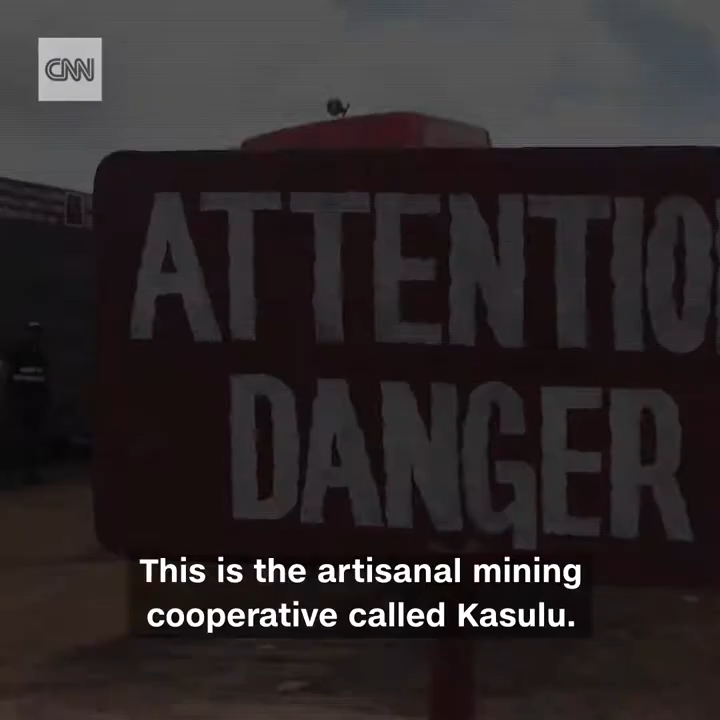 CNN
ATTENTIO
DANGER
This is the artisanal mining
cooperative called Kasulu.